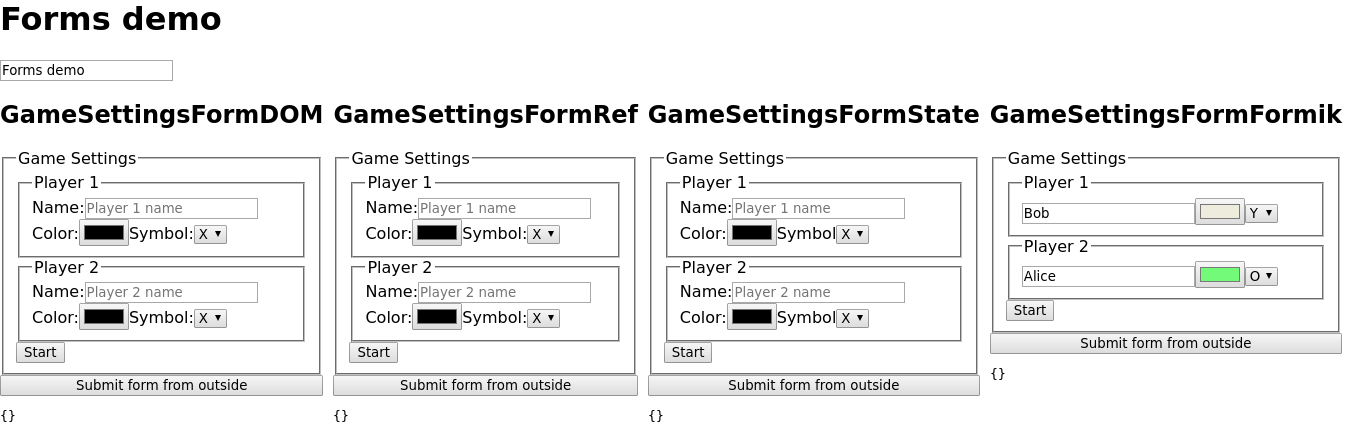 Forms demo
Forms demo
GameSettingsFormDOM
Game Settings
Player 1
Name: Player 1 name
Color: Symbol: X
Player 2
Name: Player 2 name
Color: Symbol: X
Start
Submit form from outside
{}
GameSettingsFormRef
Game Settings
Player 1
Name: Player 1 name
Color: Symbol: X
Player 2
Name: Player 2 name
Color: Symbol: X
Start
Submit form from outside
{}
GameSettingsFormState
Game Settings
Player 1
Name: Player 1 name
Color: Symbol X
Player 2
Name: Player 2 name
Color: Symbol X
Start
Submit form from outside
{}
GameSettingsFormFormik
Game Settings
Player 1
Bob Y
Player 2
Alice O
Start
Submit form from outside
{}